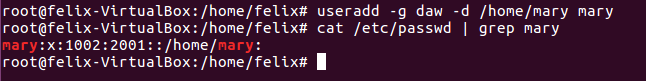 root@felix-VirtualBox:/home/felix# useradd -g daw -d /home/mary mary
root@felix-VirtualBox:/home/felix# cat /etc/passwd | grep mary
mary:x:1002:2001::/home/mary:
root@felix-VirtualBox:/home/felix#